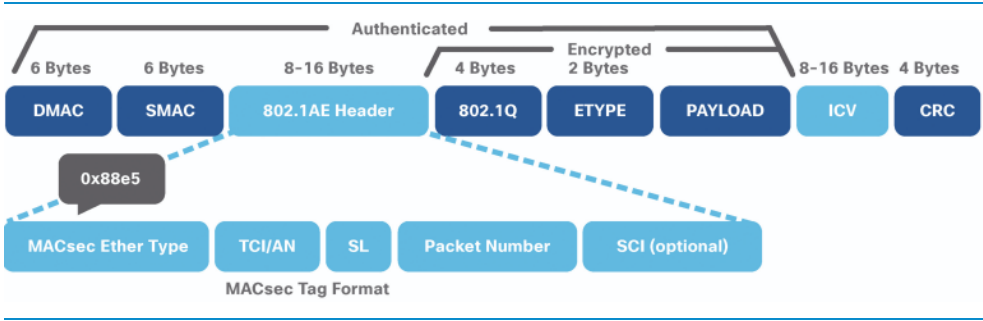 Authenticated
Encrypted
6 Bytes 6 Bytes 8-16 Bytes 4 Bytes 2 Bytes 8-16 Bytes 4 Bytes
DMAC SMAC 802.1AE Header 802.1Q ETYPE PAYLOAD ICV CRC
0x88e5
MACsec Ether Type TCI/AN SL Packet Number SCI (optional)
MACsec Tag Format